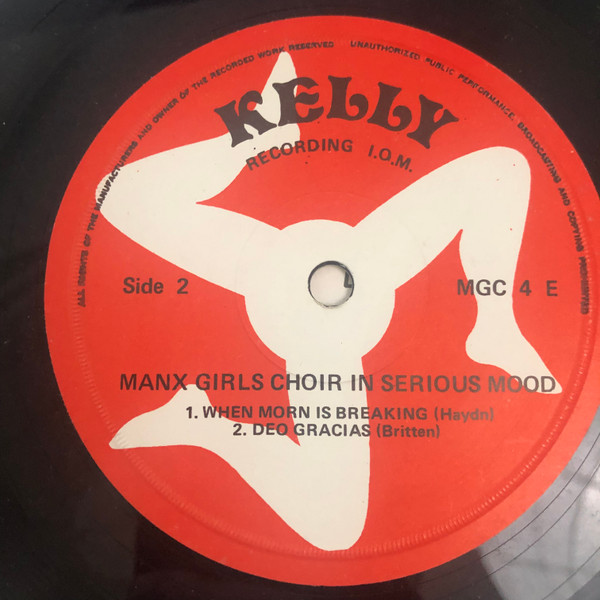 ALL RIGHTS OF THE MANUFACTURERS AND OWNER OF THE RECORDED WORK RESERVED UNAUTHORIZED PUBLIC PERFORMANCE, BROADCASTING AND COPYING PROHIBITED
KELLY
RECORDING I.O.M.
Side 2
MGC 4 E
MANX GIRLS CHOIR IN SERIOUS MOOD
1. WHEN MORN IS BREAKING (Haydn)
2. DEO GRACIAS (Britten)